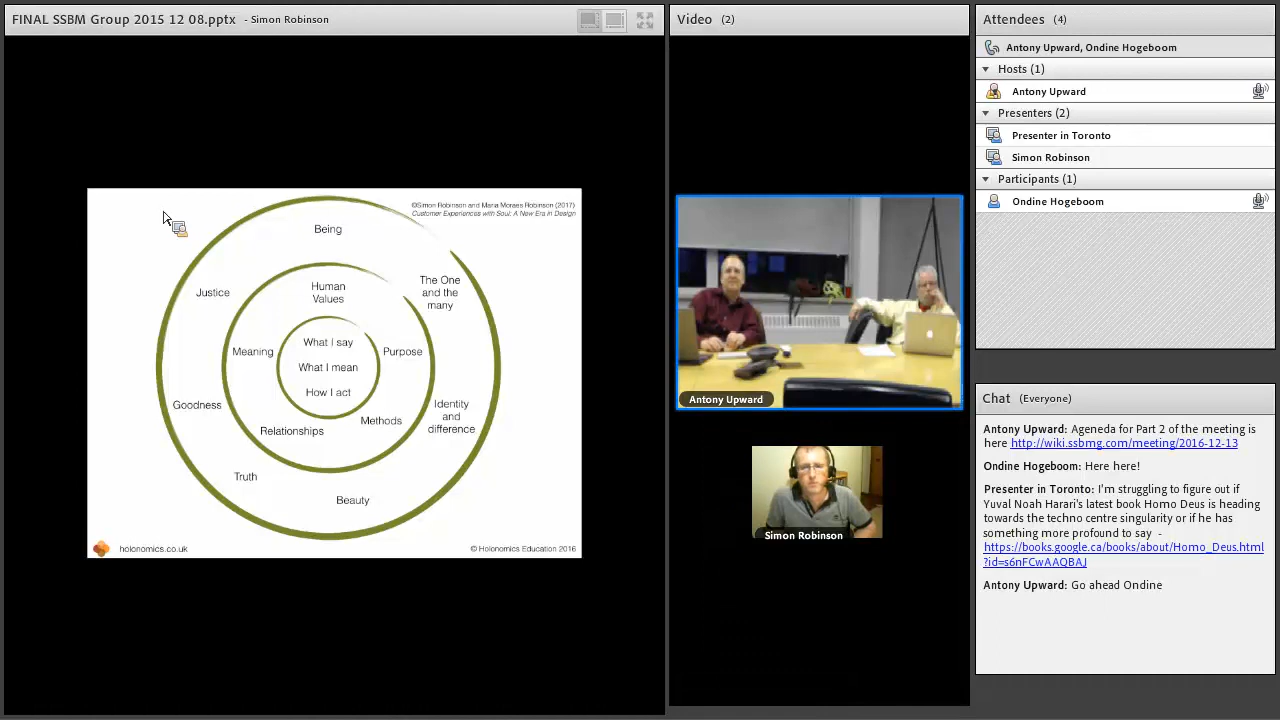 FINAL SSBM Group 2015 12 08.pptx - Simon Robinson
©Simon Robinson and Maria Moraes Robinson (2017)
Customer Experiences with Soul: A New Era in Design
Being
Justice
Human
Values
The One
and the
many
What I say
Meaning
Purpose
What I mean
How I act
Goodness
Identity
and
difference
Relationships
Methods
Truth
Beauty
holonomics.co.uk
© Holonomics Education 2016
Video (2)
Antony Upward
Simon Robinson
Attendees (4)
Antony Upward, Ondine Hogeboom
Hosts (1)
Antony Upward
Presenters (2)
Presenter in Toronto
Simon Robinson
Participants (1)
Ondine Hogeboom
Chat (Everyone)
Antony Upward: Ageneda for Part 2 of the meeting is
here http://wiki.ssbmg.com/meeting/2016-12-13
Ondine Hogeboom: Here here!
Presenter in Toronto: I'm struggling to figure out if
Yuval Noah Harari's latest book Homo Deus is heading
towards the techno centre singularity or if he has
something more profound to say -
https://books.google.ca/books/about/Homo_Deus.html
?id=s6nFCwAAQBAJ
Antony Upward: Go ahead Ondine